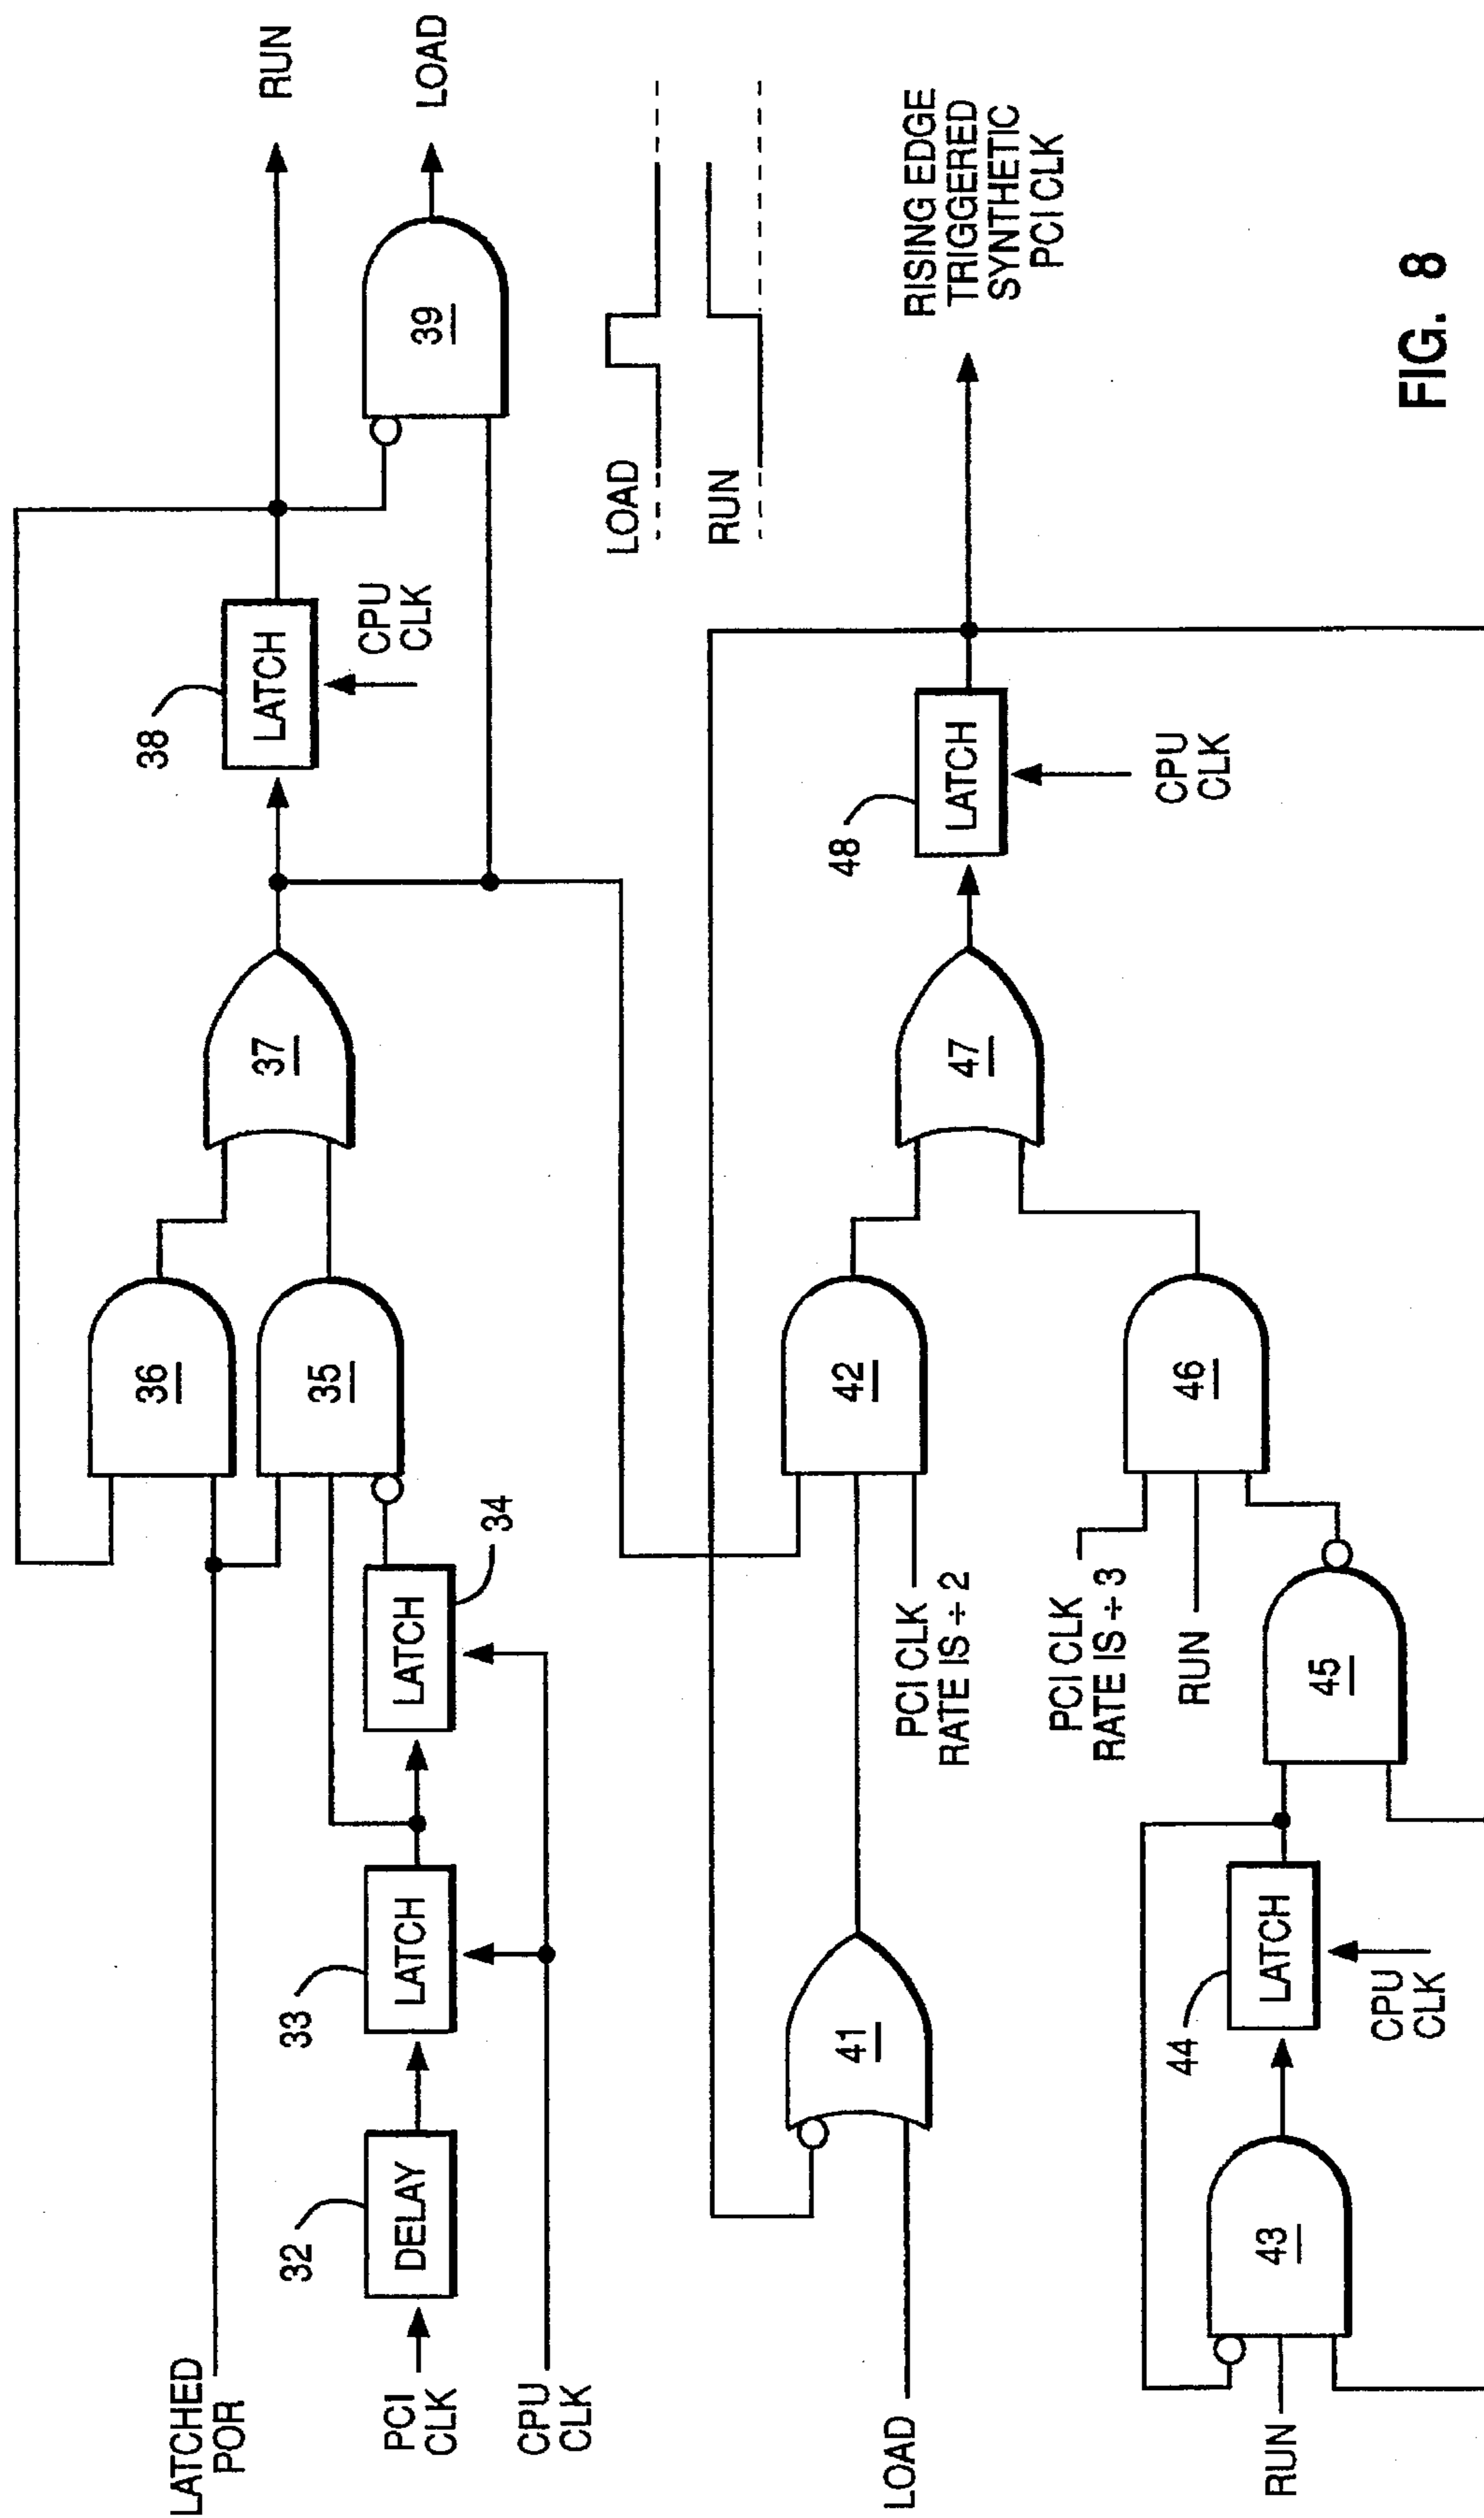 LATCHED
POR
PCI
CLK
CPU
CLK
32
DELAY
33
LATCH
34
LATCH
36
35
37
38
LATCH
CPU
CLK
39
RUN
LOAD
LOAD
RUN
LOAD
41
PCI CLK
RATE IS ÷ 2
42
47
48
LATCH
CPU
CLK
RISING EDGE
TRIGGERED
SYNTHETIC
PCI CLK
RUN
43
44
LATCH
CPU
CLK
45
PCI CLK
RATE IS ÷ 3
RUN
46
FIG. 8